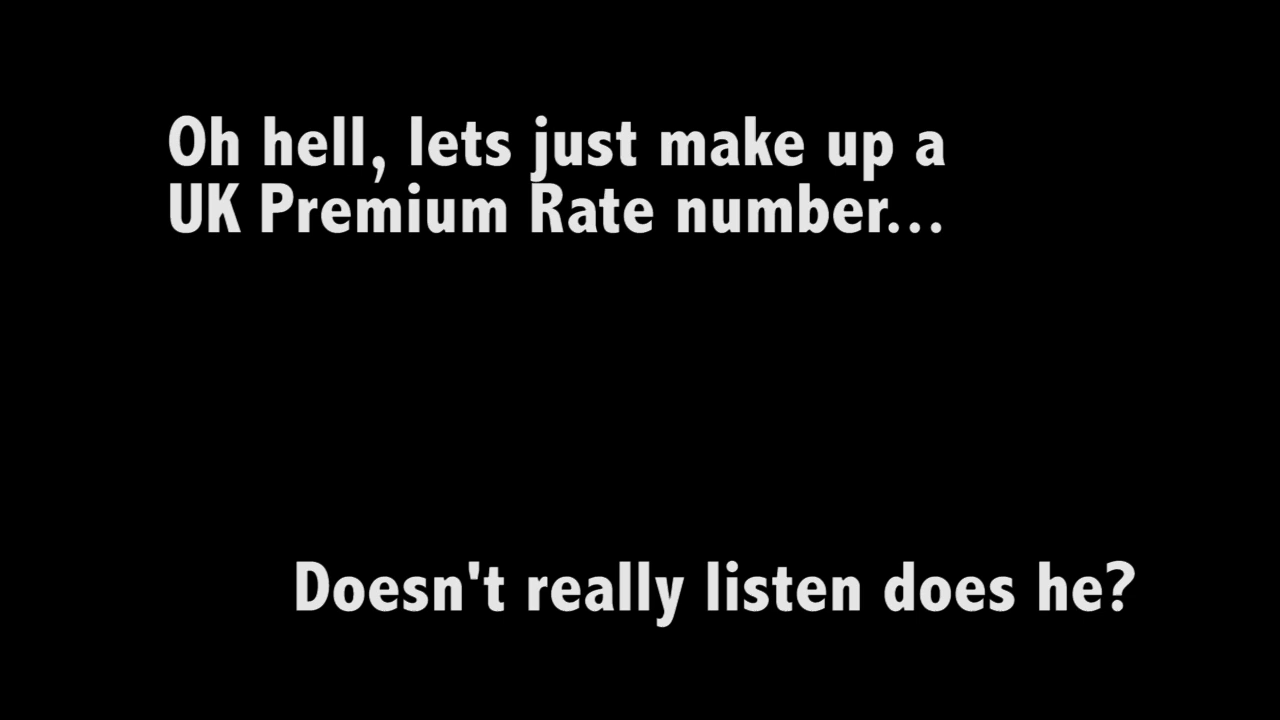 Oh hell, lets just make up a
UK Premium Rate number...
Doesn't really listen does he?